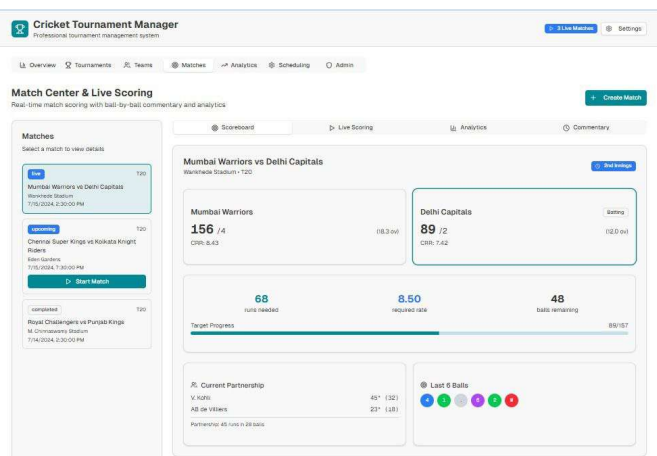 Cricket Tournament Manager
Professional tournament management system
3 Live Matches
Settings
Overview
Tournaments
Teams
Matches
Analytics
Scheduling
Admin
Match Center & Live Scoring
Real-time match scoring with ball-by-ball commentary and analytics
+ Create Match
Matches
Select a match to view details
live
T20
Mumbai Warriors vs Delhi Capitals
Wankhede Stadium
7/15/2024, 2:30:00 PM
upcoming
T20
Chennai Super Kings vs Kolkata Knight
Riders
Eden Gardens
7/15/2024, 7:30:00 PM
Start Match
completed
T20
Royal Challengers vs Punjab Kings
M. Chinnaswamy Stadium
7/14/2024, 2:30:00 PM
Scoreboard
Live Scoring
Analytics
Commentary
Mumbai Warriors vs Delhi Capitals
Wankhede Stadium • T20
2nd Innings
Mumbai Warriors
156 /4
(18.3 ov)
CRR: 8.43
Delhi Capitals
Batting
89 /2
(12.0 ov)
CRR: 7.42
68
runs needed
8.50
required rate
48
balls remaining
Target Progress
89/157
Current Partnership
V. Kohli
45* (32)
AB de Villiers
23* (18)
Partnership: 45 runs in 28 balls
Last 6 Balls
4
6